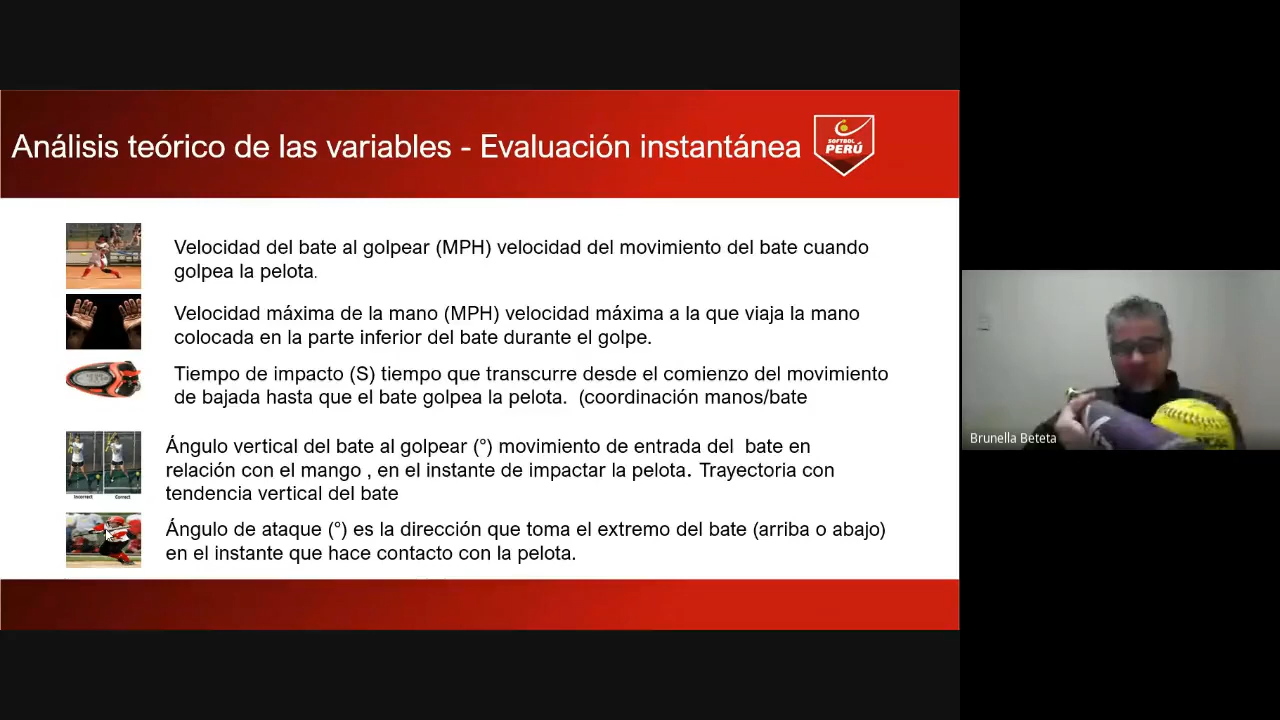 Análisis teórico de las variables - Evaluación instantánea
SOFTBOL
PERÚ
Velocidad del bate al golpear (MPH) velocidad del movimiento del bate cuando
golpea la pelota.
Velocidad máxima de la mano (MPH) velocidad máxima a la que viaja la mano
colocada en la parte inferior del bate durante el golpe.
Tiempo de impacto (S) tiempo que transcurre desde el comienzo del movimiento
de bajada hasta que el bate golpea la pelota. (coordinación manos/bate
Ángulo vertical del bate al golpear (°) movimiento de entrada del bate en
relación con el mango , en el instante de impactar la pelota. Trayectoria con
tendencia vertical del bate
Incorrect Correct
Ángulo de ataque (°) es la dirección que toma el extremo del bate (arriba o abajo)
en el instante que hace contacto con la pelota.
Brunella Beteta